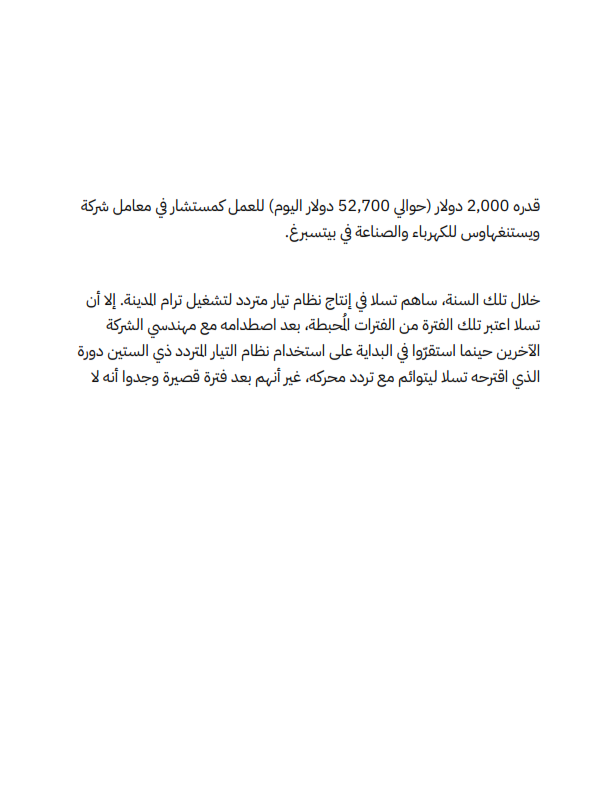 قدره 2,000 دولار (حوالي 52,700 دولار اليوم) للعمل كمستشار في معامل شركة
ويستنغهاوس للكهرباء والصناعة في بيتسبرغ.
خلال تلك السنة، ساهم تسلا في إنتاج نظام تيار متردد لتشغيل ترام المدينة. إلا أن
تسلا اعتبر تلك الفترة من الفترات المُحبطة، بعد اصطدامه مع مهندسي الشركة
الآخرين حينما استقرّوا في البداية على استخدام نظام التيار المتردد ذي الستين دورة
الذي اقترحه تسلا ليتوائم مع تردد محركه، غير أنهم بعد فترة قصيرة وجدوا أنه لا